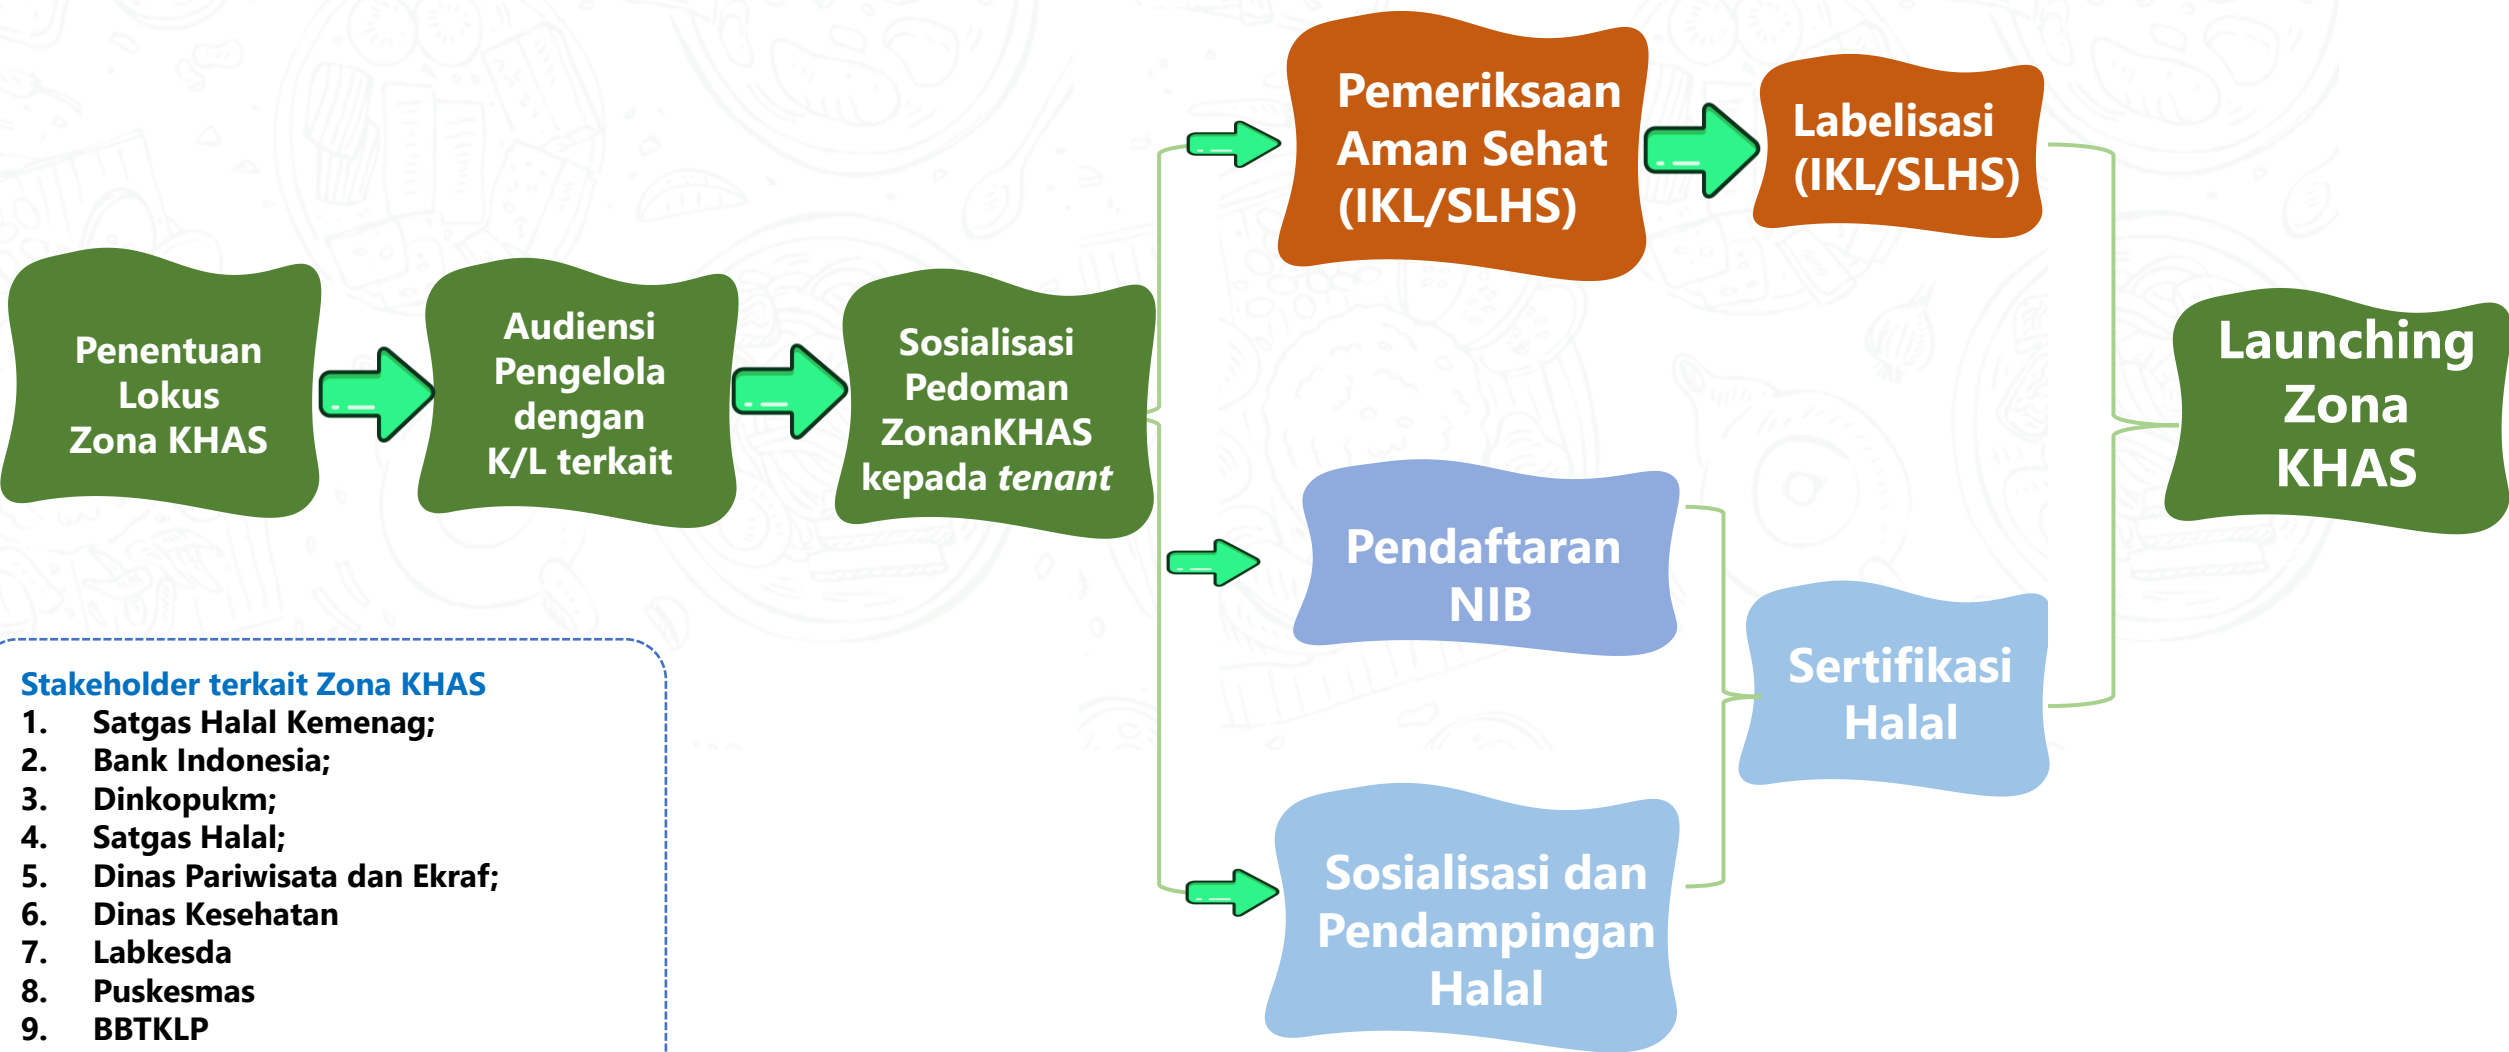 Penentuan
Lokus
Zona KHAS
Audiensi
Pengelola
dengan
K/L terkait
Sosialisasi
Pedoman
ZonanKHAS
kepada tenant
Pemeriksaan
Aman Sehat
(IKL/SLHS)
Labelisasi
(IKL/SLHS)
Pendaftaran
NIB
Sosialisasi dan
Pendampingan
Halal
Sertifikasi
Halal
Launching
Zona
KHAS
Stakeholder terkait Zona KHAS
1. Satgas Halal Kemenag;
2. Bank Indonesia;
3. Dinkopukm;
4. Satgas Halal;
5. Dinas Pariwisata dan Ekraf;
6. Dinas Kesehatan
7. Labkesda
8. Puskesmas
9. BBTKLP